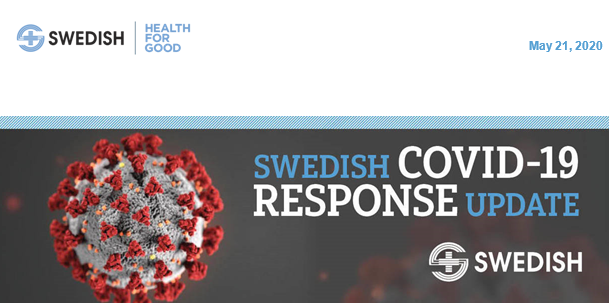 SWEDISH
HEALTH
FOR
GOOD
May 21, 2020
SWEDISH COVID-19
RESPONSE UPDATE
SWEDISH